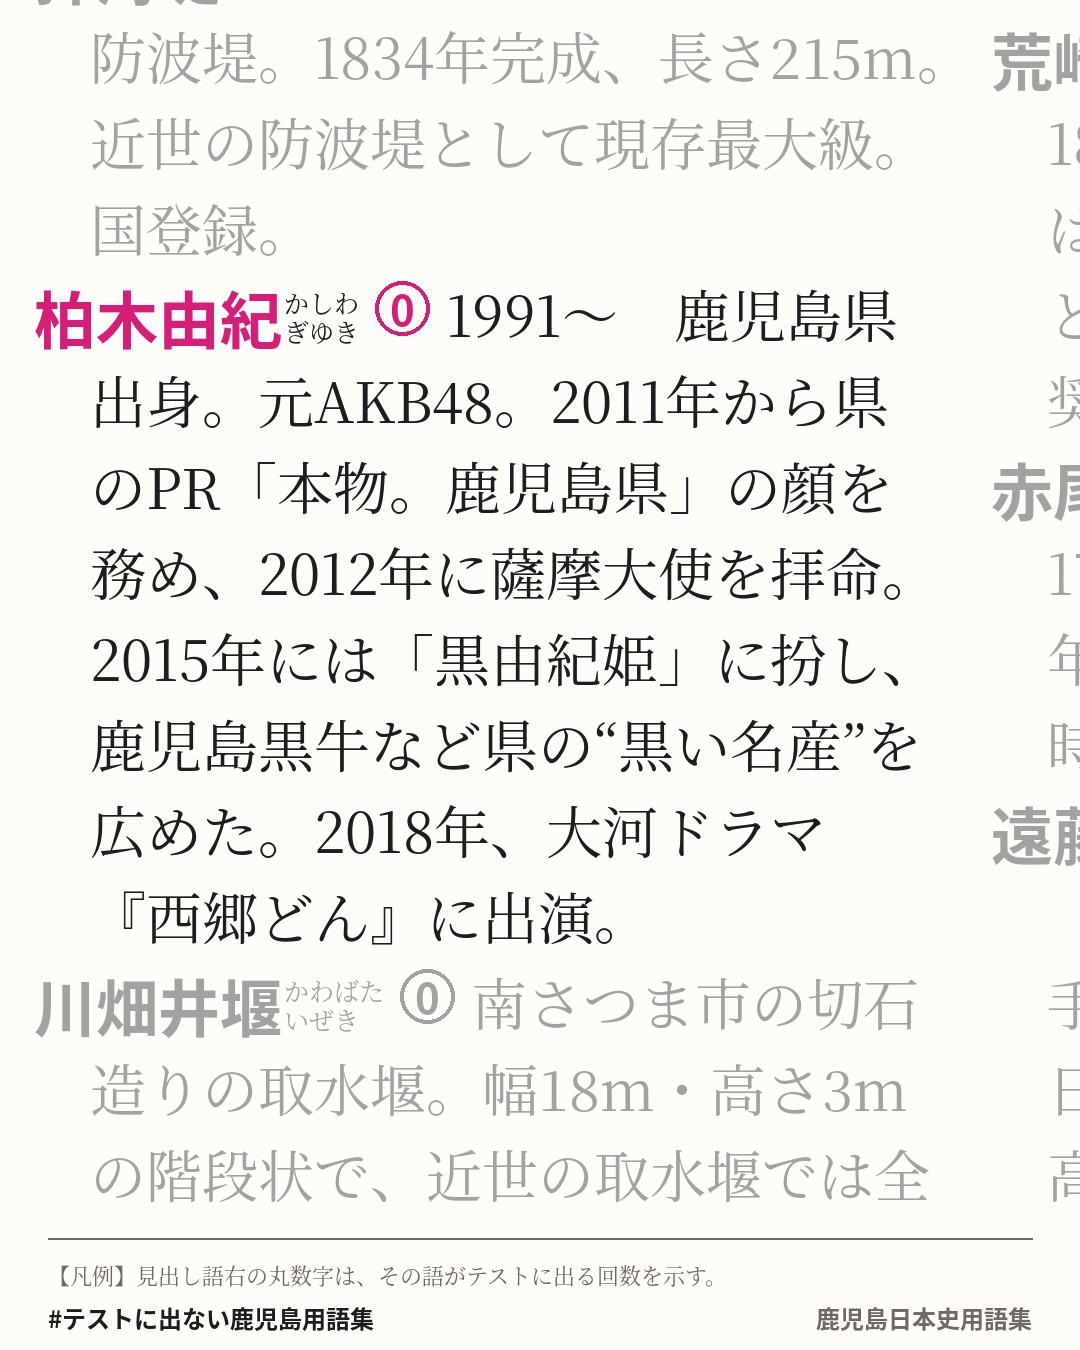 防波堤。1834年完成、長さ215m。
近世の防波堤として現存最大級。
国登録。
柏木由紀 かしわぎゆき ⓪ 1991〜　鹿児島県
出身。元AKB48。2011年から県
のPR「本物。鹿児島県」の顔を
務め、2012年に薩摩大使を拝命。
2015年には「黒由紀姫」に扮し、
鹿児島黒牛など県の“黒い名産”を
広めた。2018年、大河ドラマ
『西郷どん』に出演。
川畑井堰 かわばたいぜき ⓪ 南さつま市の切石
造りの取水堰。幅18m・高さ3m
の階段状で、近世の取水堰では全
荒
18
は
と
奨
赤尾
17
年
時
遠藤
手
日
高
【凡例】見出し語右の丸数字は、その語がテストに出る回数を示す。
#テストに出ない鹿児島用語集
鹿児島日本史用語集